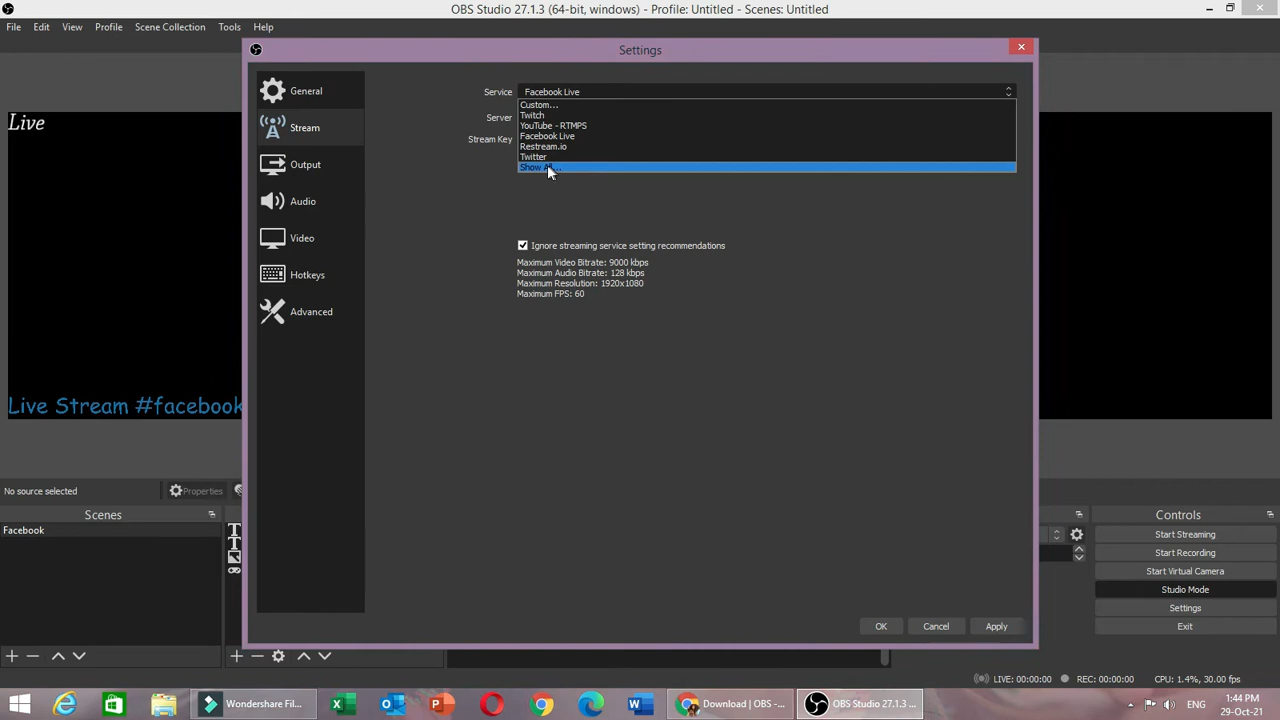 OBS Studio 27.1.3 (64-bit, windows) - Profile: Untitled - Scenes: Untitled
File Edit View Profile Scene Collection Tools Help
Settings
General
Stream
Output
Audio
Video
Hotkeys
Advanced
Service Facebook Live
Server
Stream Key
Custom...
Twitch
YouTube - RTMPS
Facebook Live
Restream.io
Twitter
Show All...
Ignore streaming service setting recommendations
Maximum Video Bitrate: 9000 kbps
Maximum Audio Bitrate: 128 kbps
Maximum Resolution: 1920x1080
Maximum FPS: 60
OK Cancel Apply
Live
Live Stream #facebook
No source selected Properties
Scenes
Facebook
Controls
Start Streaming
Start Recording
Start Virtual Camera
Studio Mode
Settings
Exit
LIVE: 00:00:00 REC: 00:00:00 CPU: 1.4%, 30.00 fps
Wondershare Fil... Download | OBS -... OBS Studio 27.1.3 ... ENG 1:44 PM
29-Oct-21